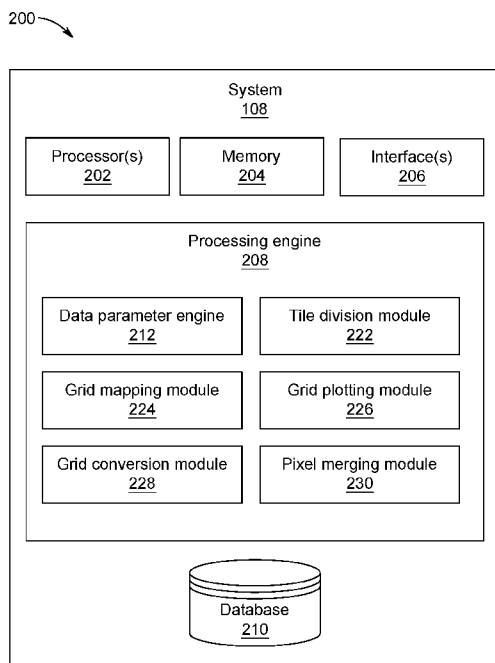 200
System
108
Processor(s)
202
Memory
204
Interface(s)
206
Processing engine
208
Data parameter engine
212
Tile division module
222
Grid mapping module
224
Grid plotting module
226
Grid conversion module
228
Pixel merging module
230
Database
210